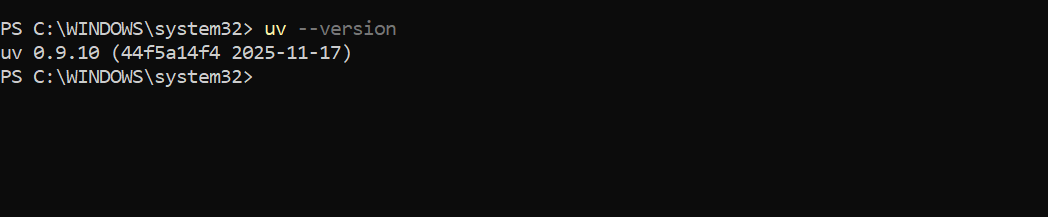 PS C:\WINDOWS\system32> uv --version
uv 0.9.10 (44f5a14f4 2025-11-17)
PS C:\WINDOWS\system32>